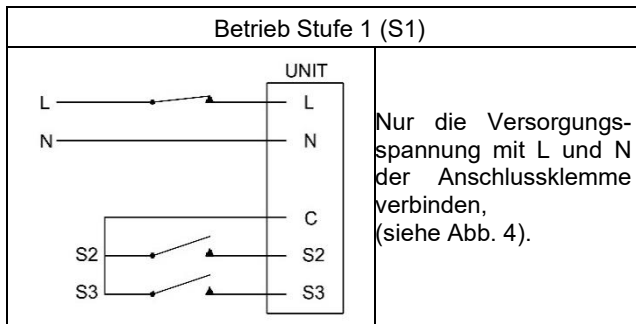 Betrieb Stufe 1 (S1)
UNIT
L L
N N
C
S2 S2
S3 S3
Nur die Versorgungs-
spannung mit L und N
der Anschlussklemme
verbinden,
(siehe Abb. 4).